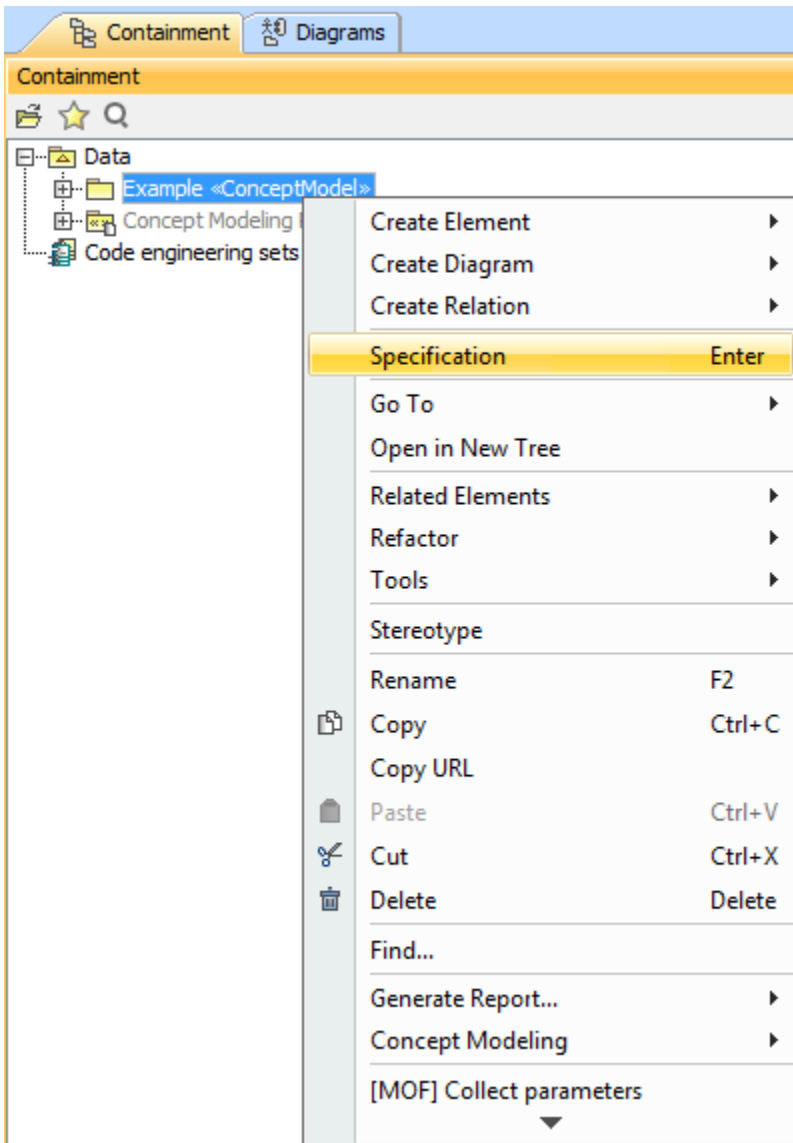 Containment Diagrams
Containment
Data
Example «ConceptModel»
Concept Modeling
Code engineering sets
Create Element
Create Diagram
Create Relation
Specification Enter
Go To
Open in New Tree
Related Elements
Refactor
Tools
Stereotype
Rename F2
Copy Ctrl+C
Copy URL
Paste Ctrl+V
Cut Ctrl+X
Delete Delete
Find...
Generate Report...
Concept Modeling
[MOF] Collect parameters